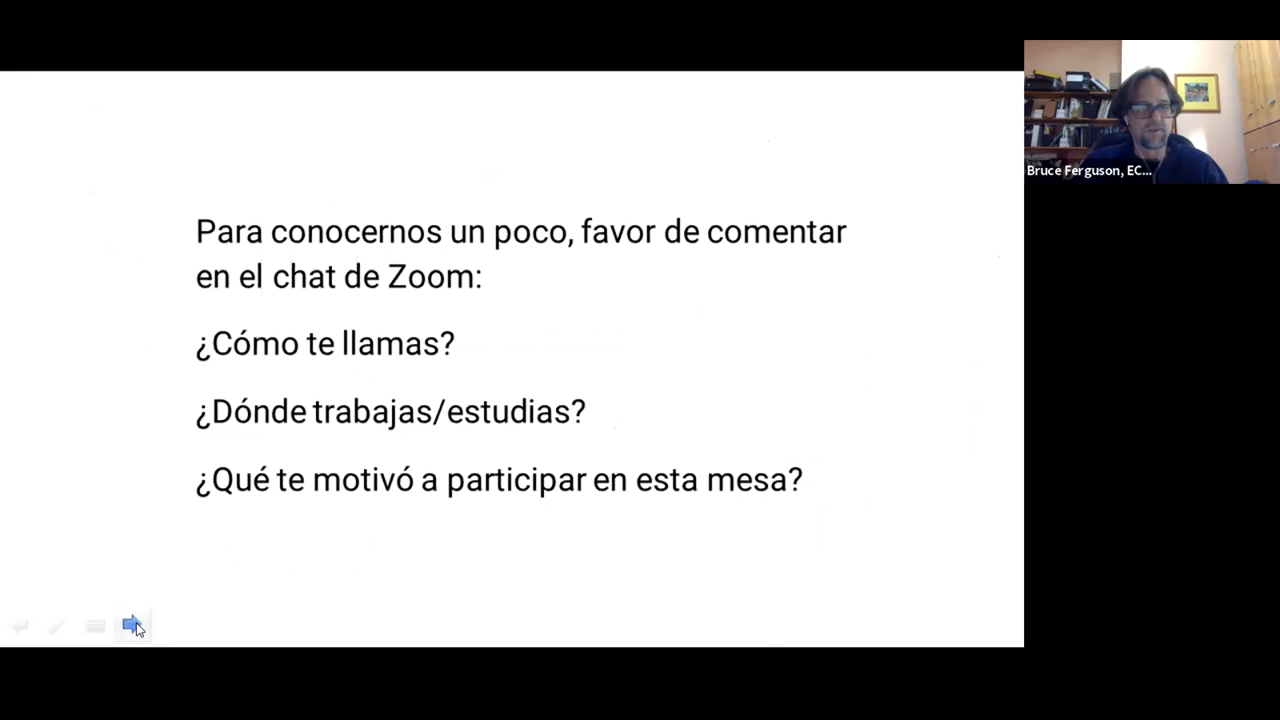 Para conocernos un poco, favor de comentar
en el chat de Zoom:
¿Cómo te llamas?
¿Dónde trabajas/estudias?
¿Qué te motivó a participar en esta mesa?
Bruce Ferguson, EC...